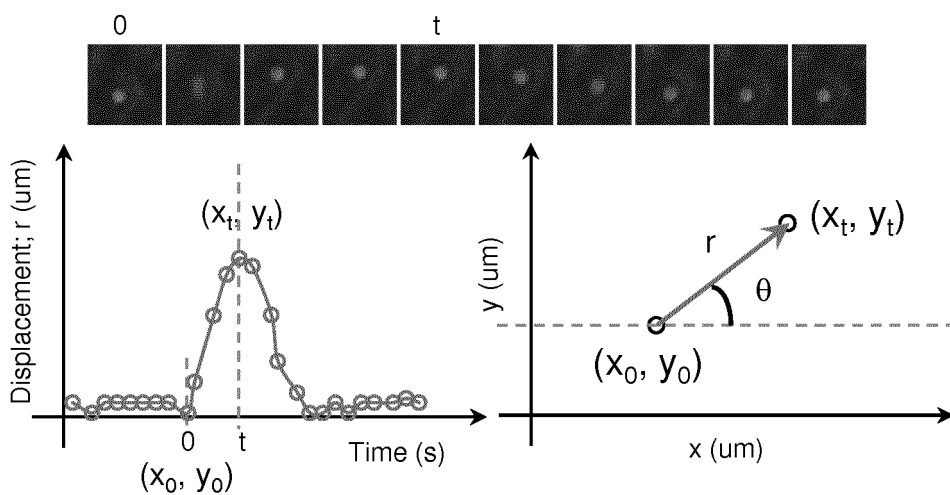 0 t
Displacement; r (um)
(xₜ, yₜ)
0 t
Time (s)
(x₀, y₀)
y (um)
r
(xₜ, yₜ)
θ
(x₀, y₀)
x (um)